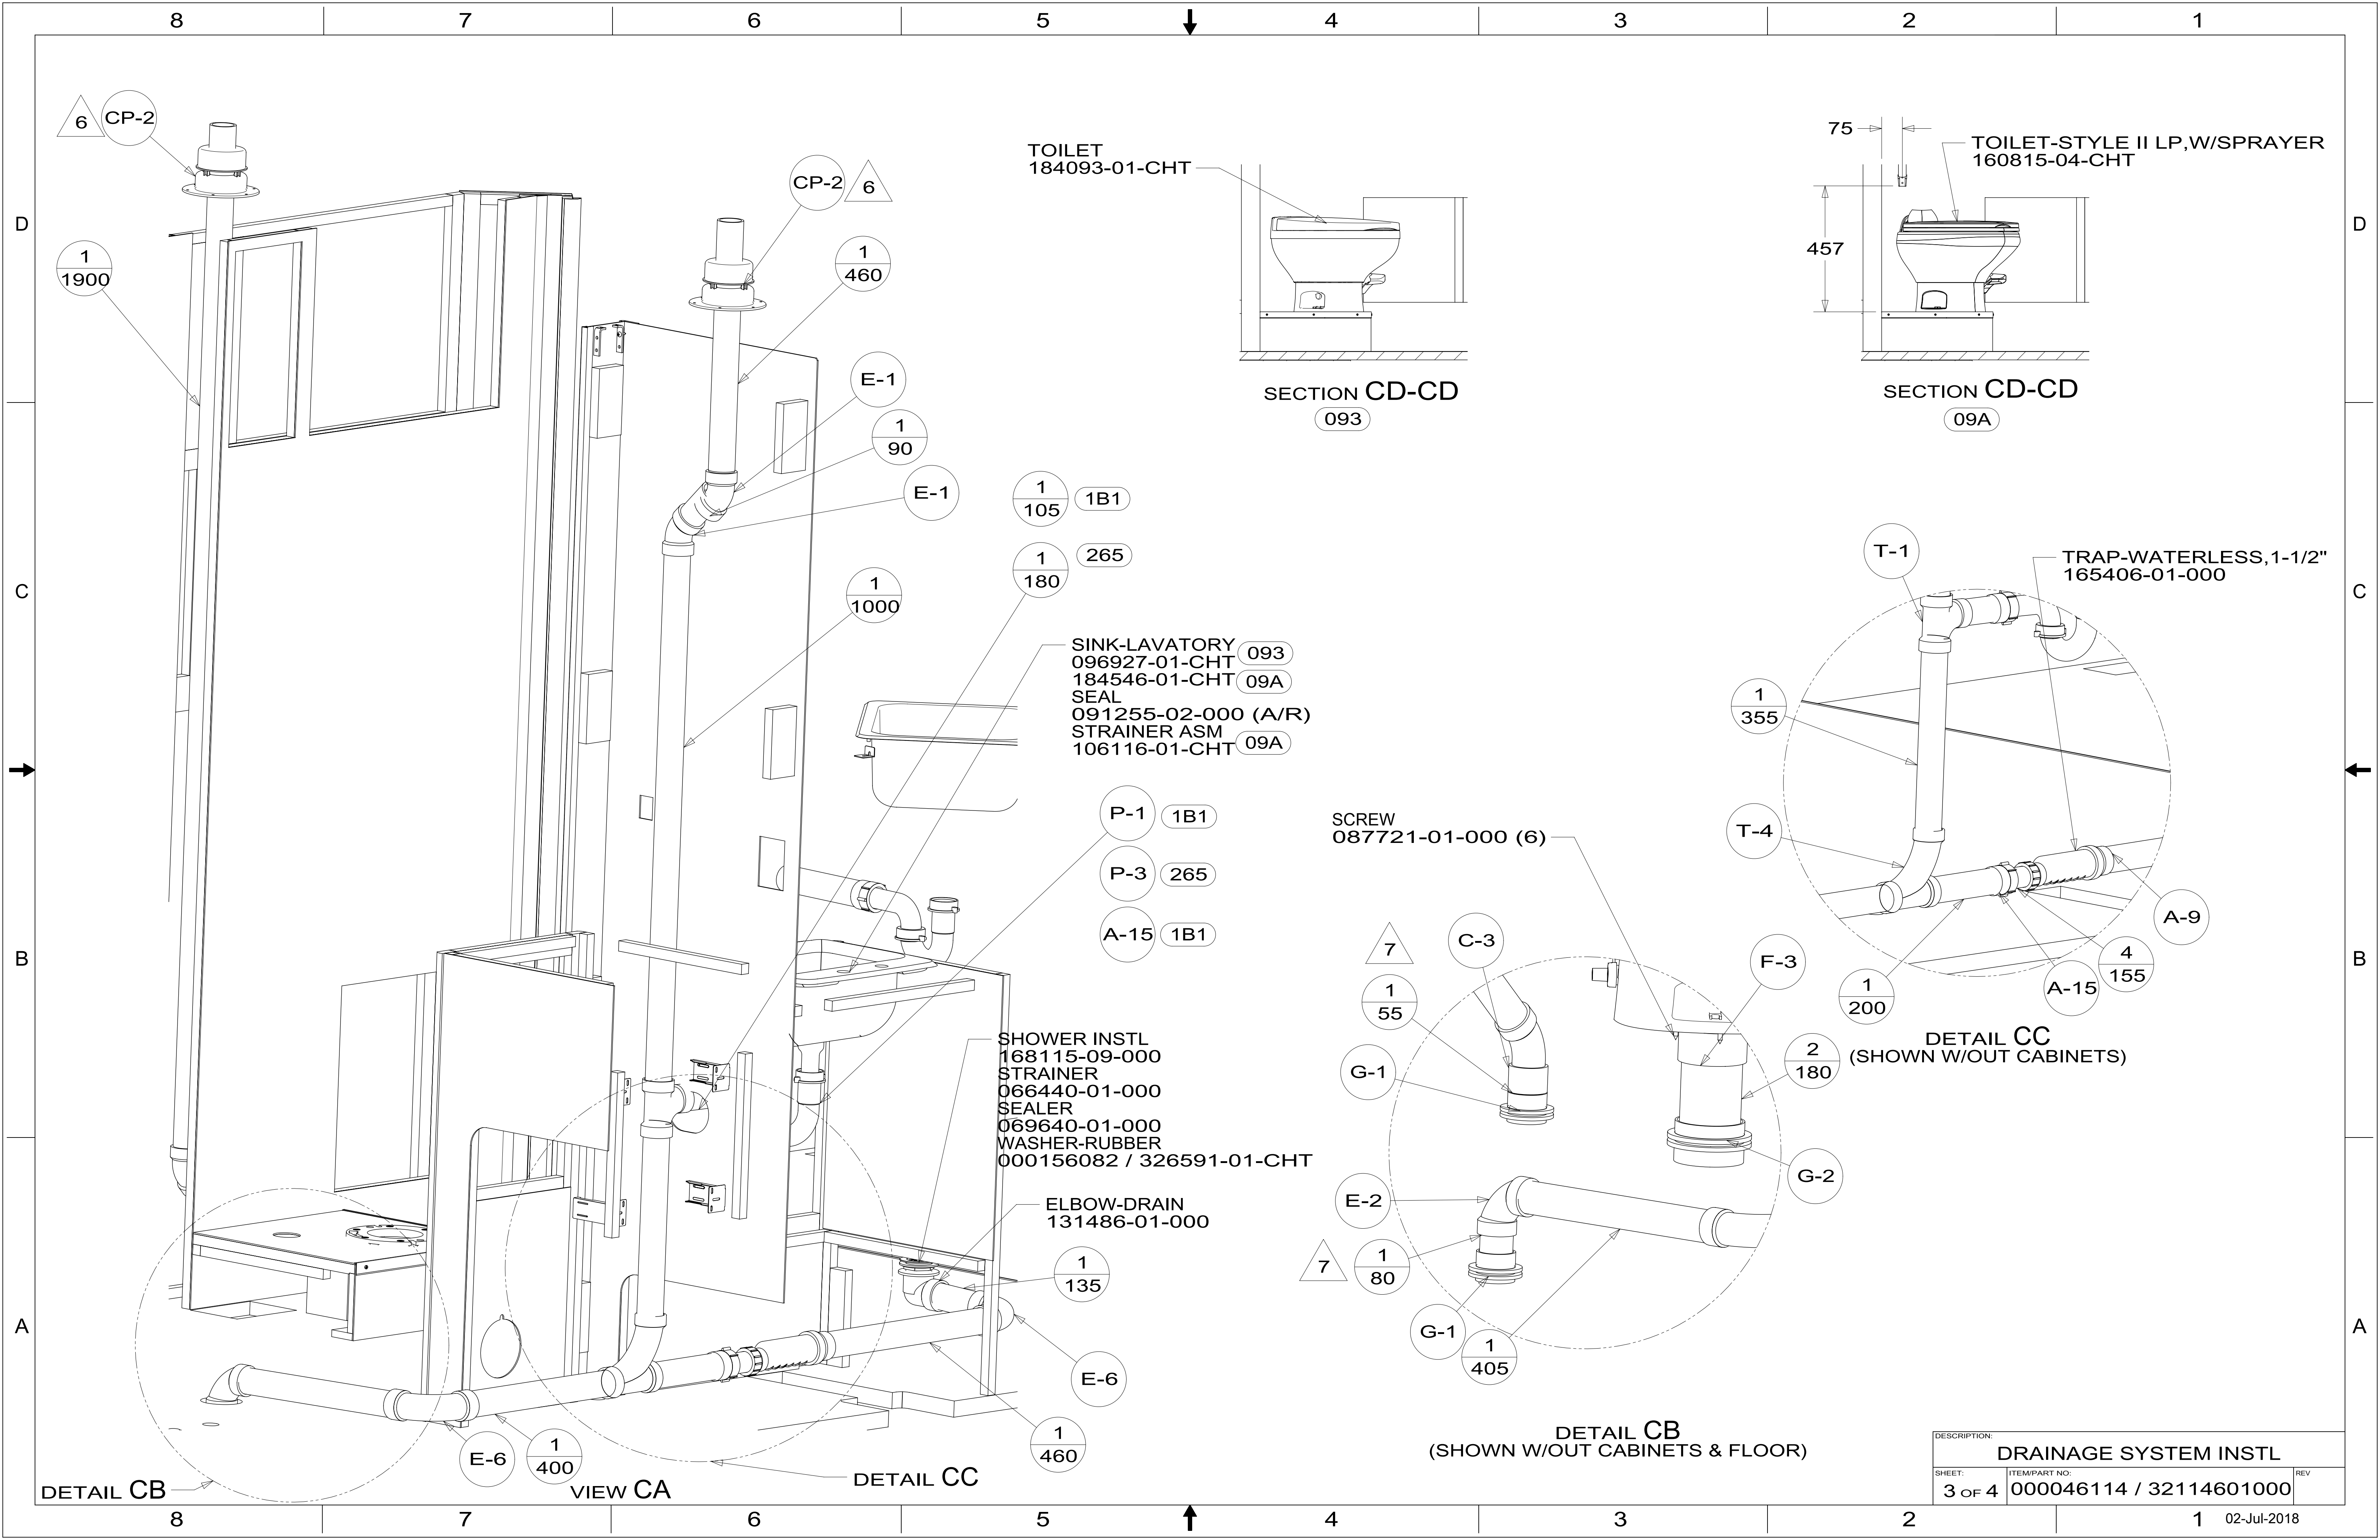 8 7 6 5 4 3 2 1
D
C
B
A
D
C
B
A
6
CP-2
1
1900
CP-2
6
1
460
E-1
1
90
E-1
1
1000
TOILET
184093-01-CHT
SECTION CD-CD
093
75
457
TOILET-STYLE II LP,W/SPRAYER
160815-04-CHT
SECTION CD-CD
09A
1
105
1B1
1
180
265
SINK-LAVATORY 093
096927-01-CHT
184546-01-CHT 09A
SEAL
091255-02-000 (A/R)
STRAINER ASM
106116-01-CHT 09A
P-1 1B1
P-3 265
A-15 1B1
SHOWER INSTL
168115-09-000
STRAINER
066440-01-000
SEALER
069640-01-000
WASHER-RUBBER
000156082 / 326591-01-CHT
ELBOW-DRAIN
131486-01-000
1
135
E-6
1
460
E-6
1
400
DETAIL CB
VIEW CA
DETAIL CC
T-1
TRAP-WATERLESS,1-1/2"
165406-01-000
1
355
T-4
A-9
4
155
A-15
1
200
DETAIL CC
(SHOWN W/OUT CABINETS)
SCREW
087721-01-000 (6)
7
C-3
1
55
G-1
F-3
2
180
G-2
E-2
7
1
80
G-1
1
405
DETAIL CB
(SHOWN W/OUT CABINETS & FLOOR)
DESCRIPTION:
DRAINAGE SYSTEM INSTL
SHEET:
3 OF 4
ITEM/PART NO:
000046114 / 32114601000
REV
8 7 6 5 4 3 2 1
02-Jul-2018